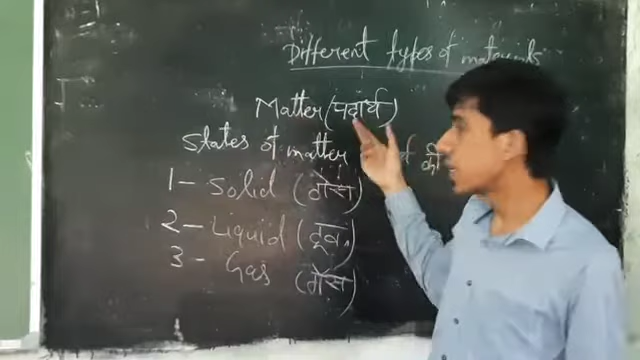 Different types of materials
Matter (पदार्थ)
States of matter की
1 - Solid (ठोस)
2 - Liquid (द्रव)
3 - Gas (गैस)